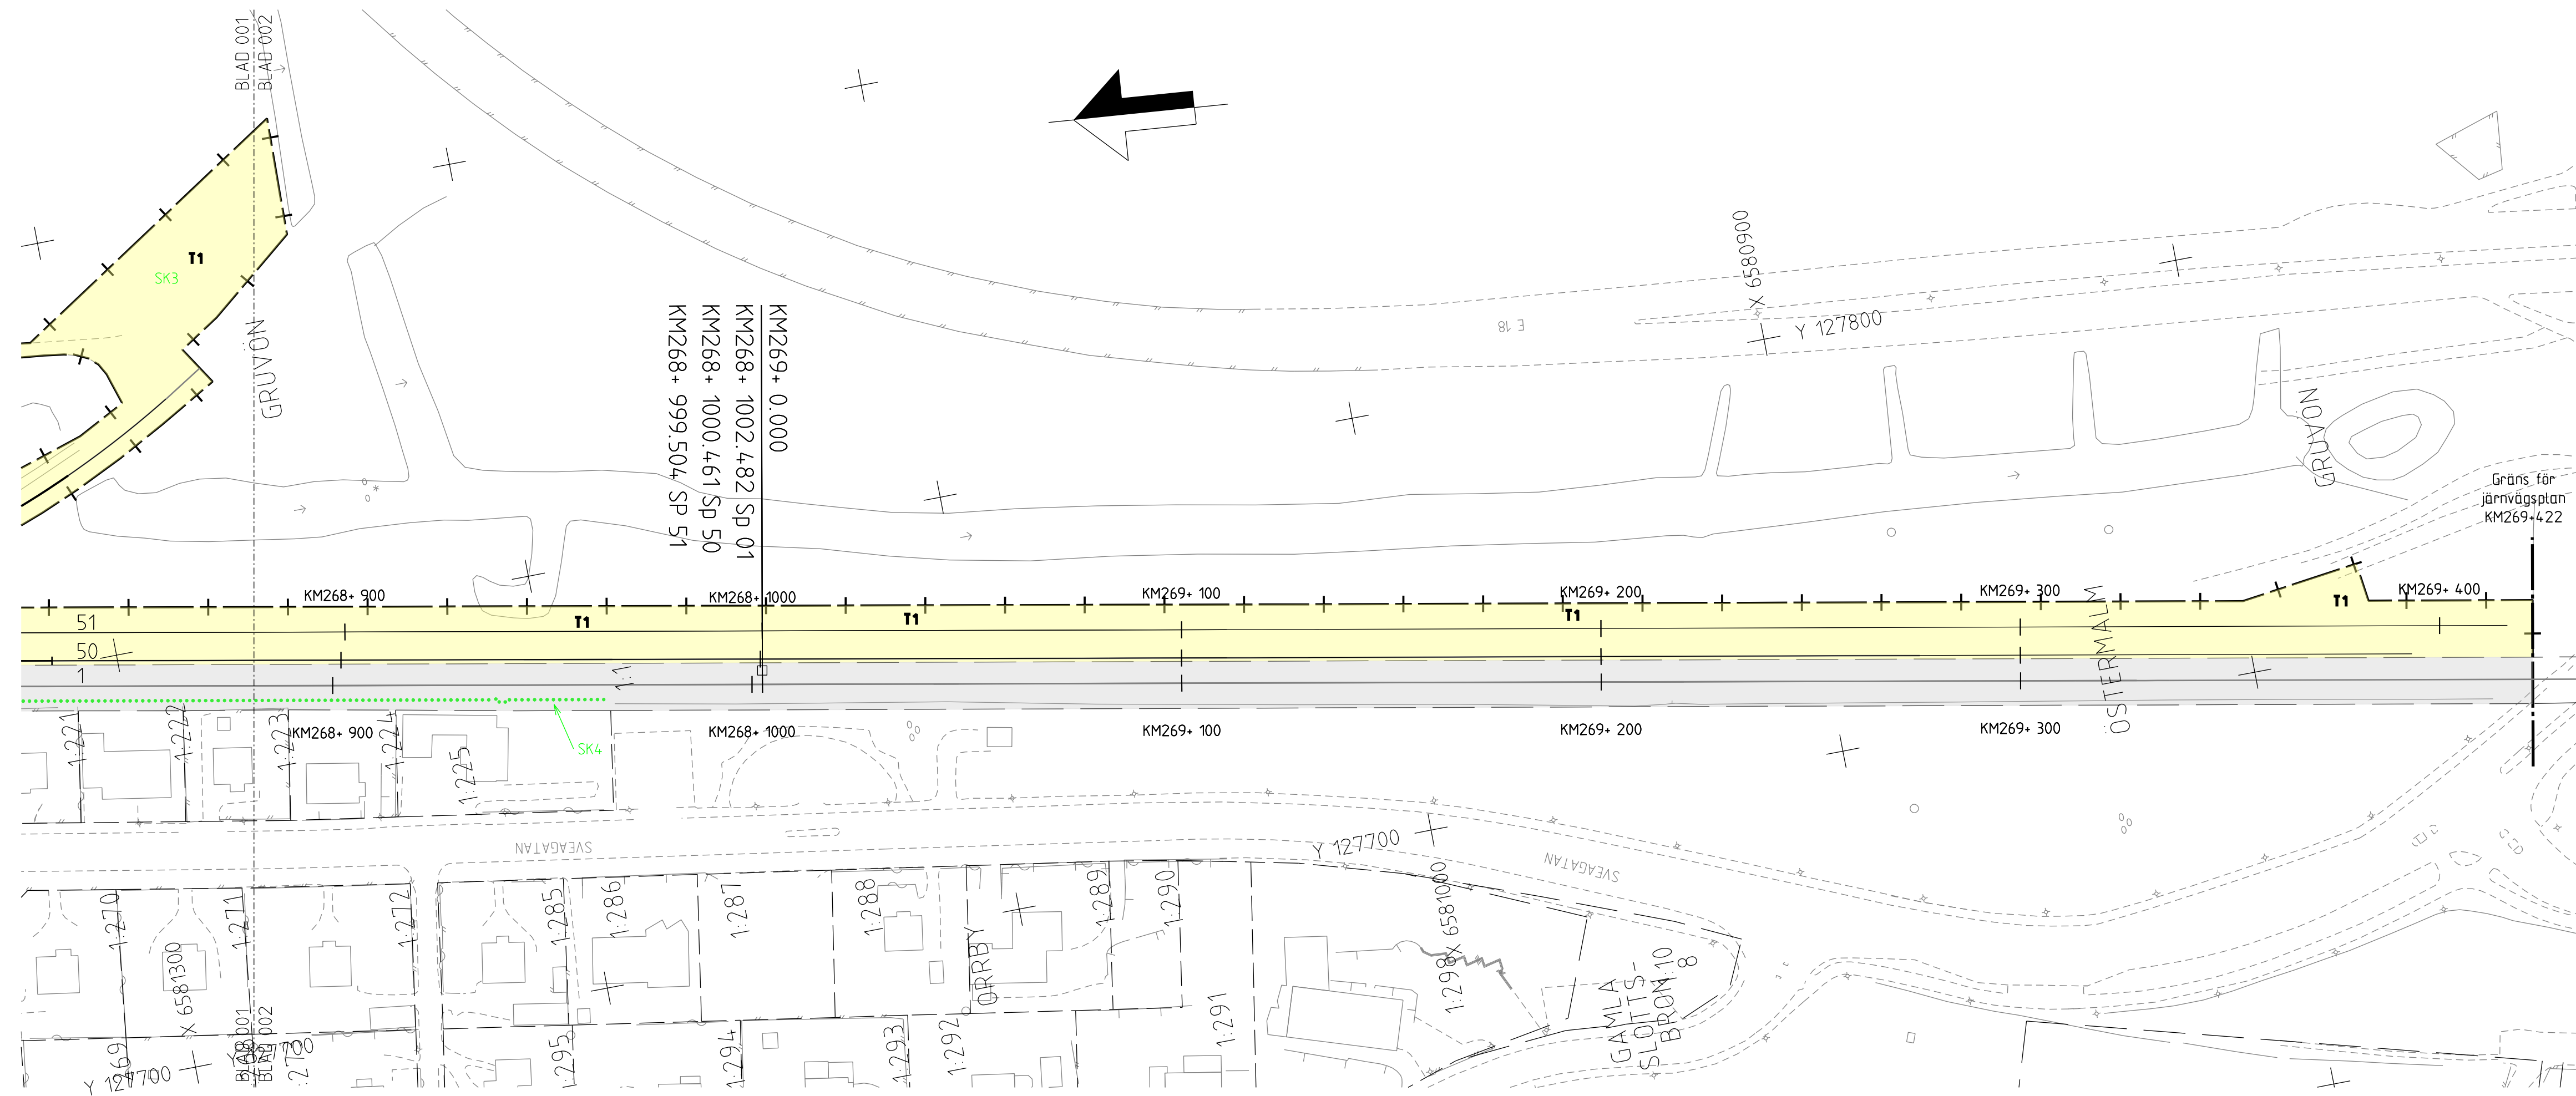 BLAD 001
BLAD 002
T1
SK3
GRUVÖN
KM269+ 0.000
KM268+ 1002.482 Sp 01
KM268+ 1000.461 Sp 50
KM268+ 999.504 SP 51
E 18
X 6580900
Y 127800
GRUVÖN
Gräns för
järnvägsplan
KM269+422
KM268+ 900
KM268+ 1000
KM269+ 100
KM269+ 200
KM269+ 300
KM269+ 400
51
T1
T1
T1
T1
50
1
1:1
ÖSTERMALM
1:221
1:222
1:223
KM268+ 900
1:224
1:225
SK4
KM268+ 1000
KM269+ 100
KM269+ 200
KM269+ 300
SVEAGATAN
Y 127700
SVEAGATAN
1:270
1:271
1:272
1:285
1:286
1:287
1:288
1:289
1:290
X 6581300
ORRBY
1:298
X 6581000
GAMLA
SLOTTS-
BRON 1:10
8
BLAD 001
BLAD 002
Y 127700
1:295
1:294
1:293
1:292
1:291